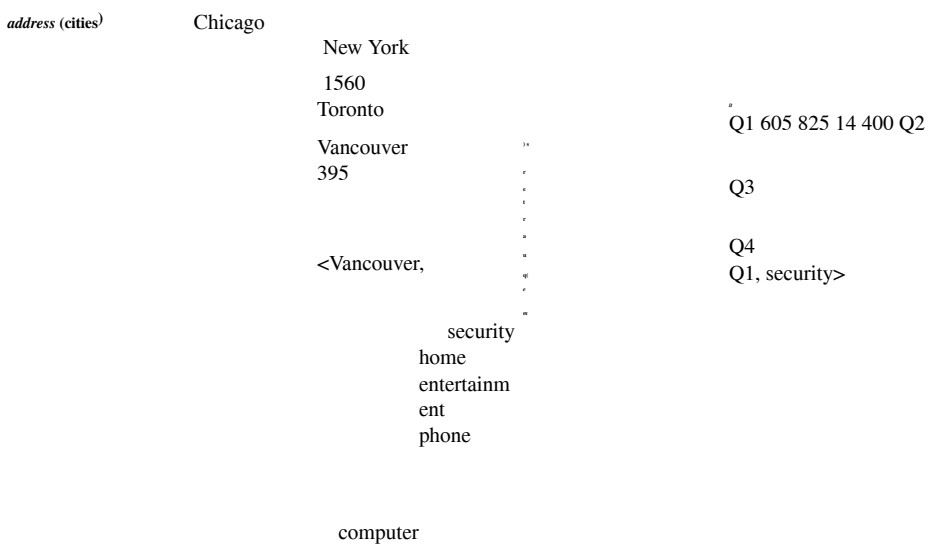 address (cities)
Chicago
New York
1560
Toronto
Vancouver
395
<Vancouver,
Q1 605 825 14 400 Q2
Q3
Q4
Q1, security>
security
home
entertainm
ent
phone
computer